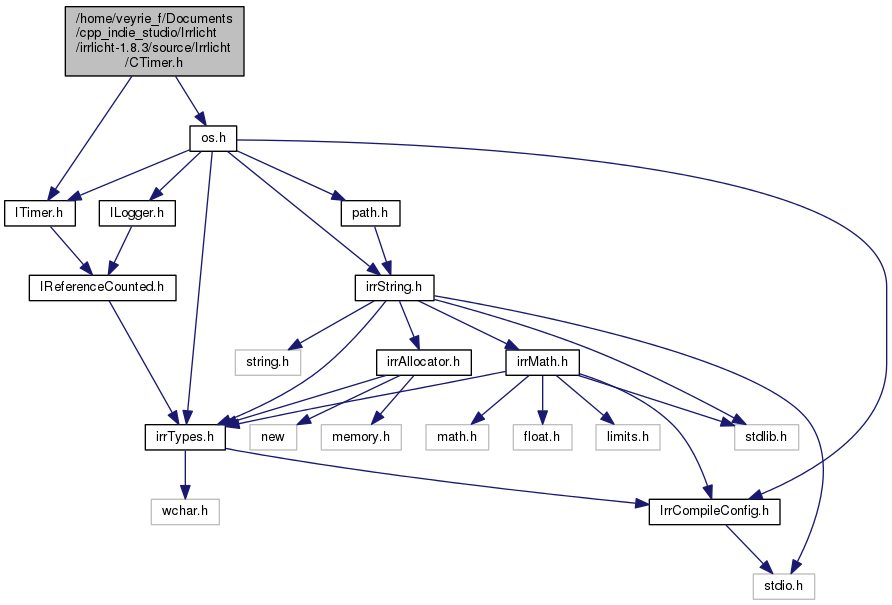 /home/veyrie_f/Documents
/cpp_indie_studio/Irrlicht
/irrlicht-1.8.3/source/Irrlicht
/CTimer.h
os.h
ITimer.h
ILogger.h
path.h
IReferenceCounted.h
irrString.h
string.h
irrAllocator.h
irrMath.h
irrTypes.h
new
memory.h
math.h
float.h
limits.h
stdlib.h
wchar.h
IrrCompileConfig.h
stdio.h